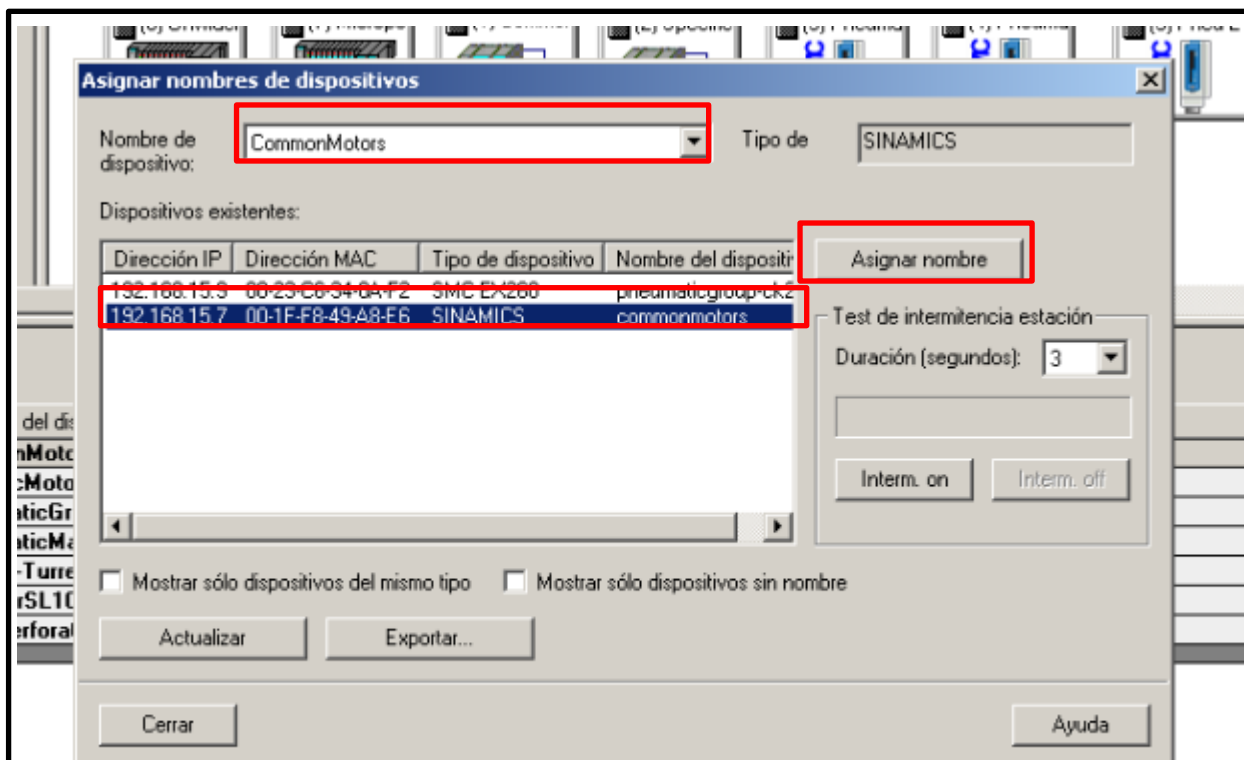 Asignar nombres de dispositivos
Nombre de dispositivo:
CommonMotors
Tipo de
SINAMICS
Dispositivos existentes:
Dirección IP Dirección MAC Tipo de dispositivo Nombre del dispositi
192.168.15.7 00-1F-F8-49-A8-E6 SINAMICS commonmotors
Asignar nombre
Test de intermitencia estación
Duración (segundos): 3
Interm. on Interm. off
Mostrar sólo dispositivos del mismo tipo Mostrar sólo dispositivos sin nombre
Actualizar Exportar...
Cerrar Ayuda